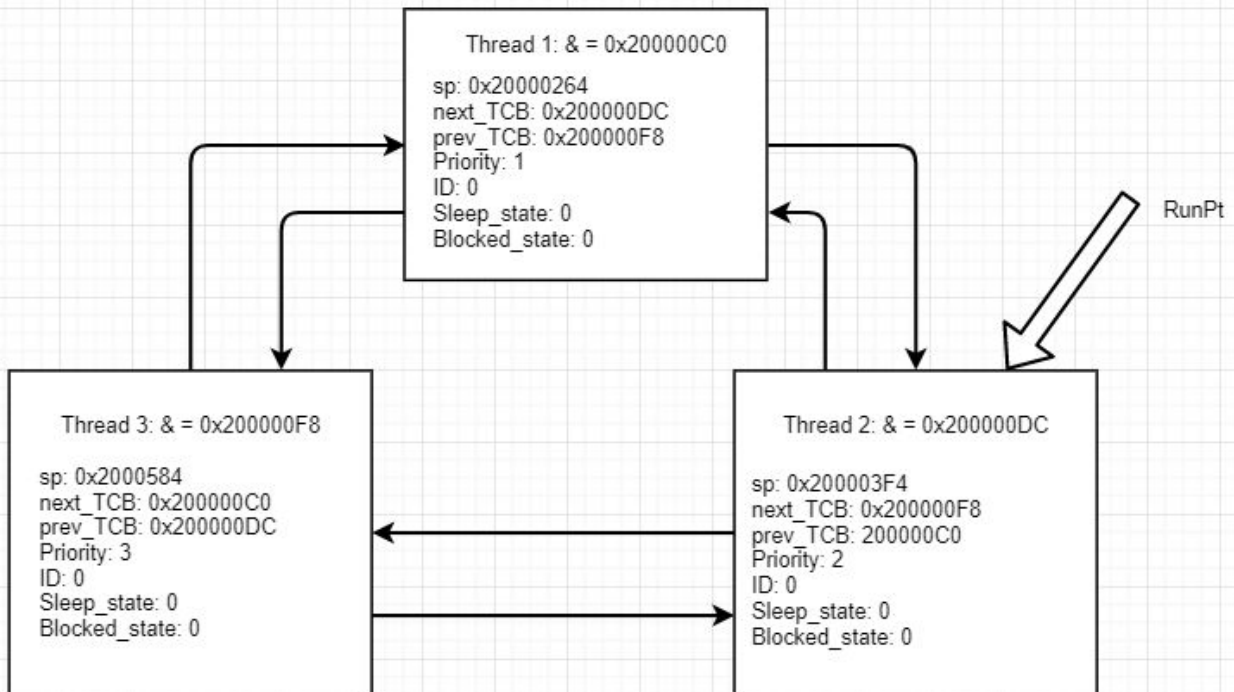 Thread 1: & = 0x200000C0
sp: 0x20000264
next_TCB: 0x200000DC
prev_TCB: 0x200000F8
Priority: 1
ID: 0
Sleep_state: 0
Blocked_state: 0
RunPt
Thread 3: & = 0x200000F8
sp: 0x2000584
next_TCB: 0x200000C0
prev_TCB: 0x200000DC
Priority: 3
ID: 0
Sleep_state: 0
Blocked_state: 0
Thread 2: & = 0x200000DC
sp: 0x200003F4
next_TCB: 0x200000F8
prev_TCB: 200000C0
Priority: 2
ID: 0
Sleep_state: 0
Blocked_state: 0